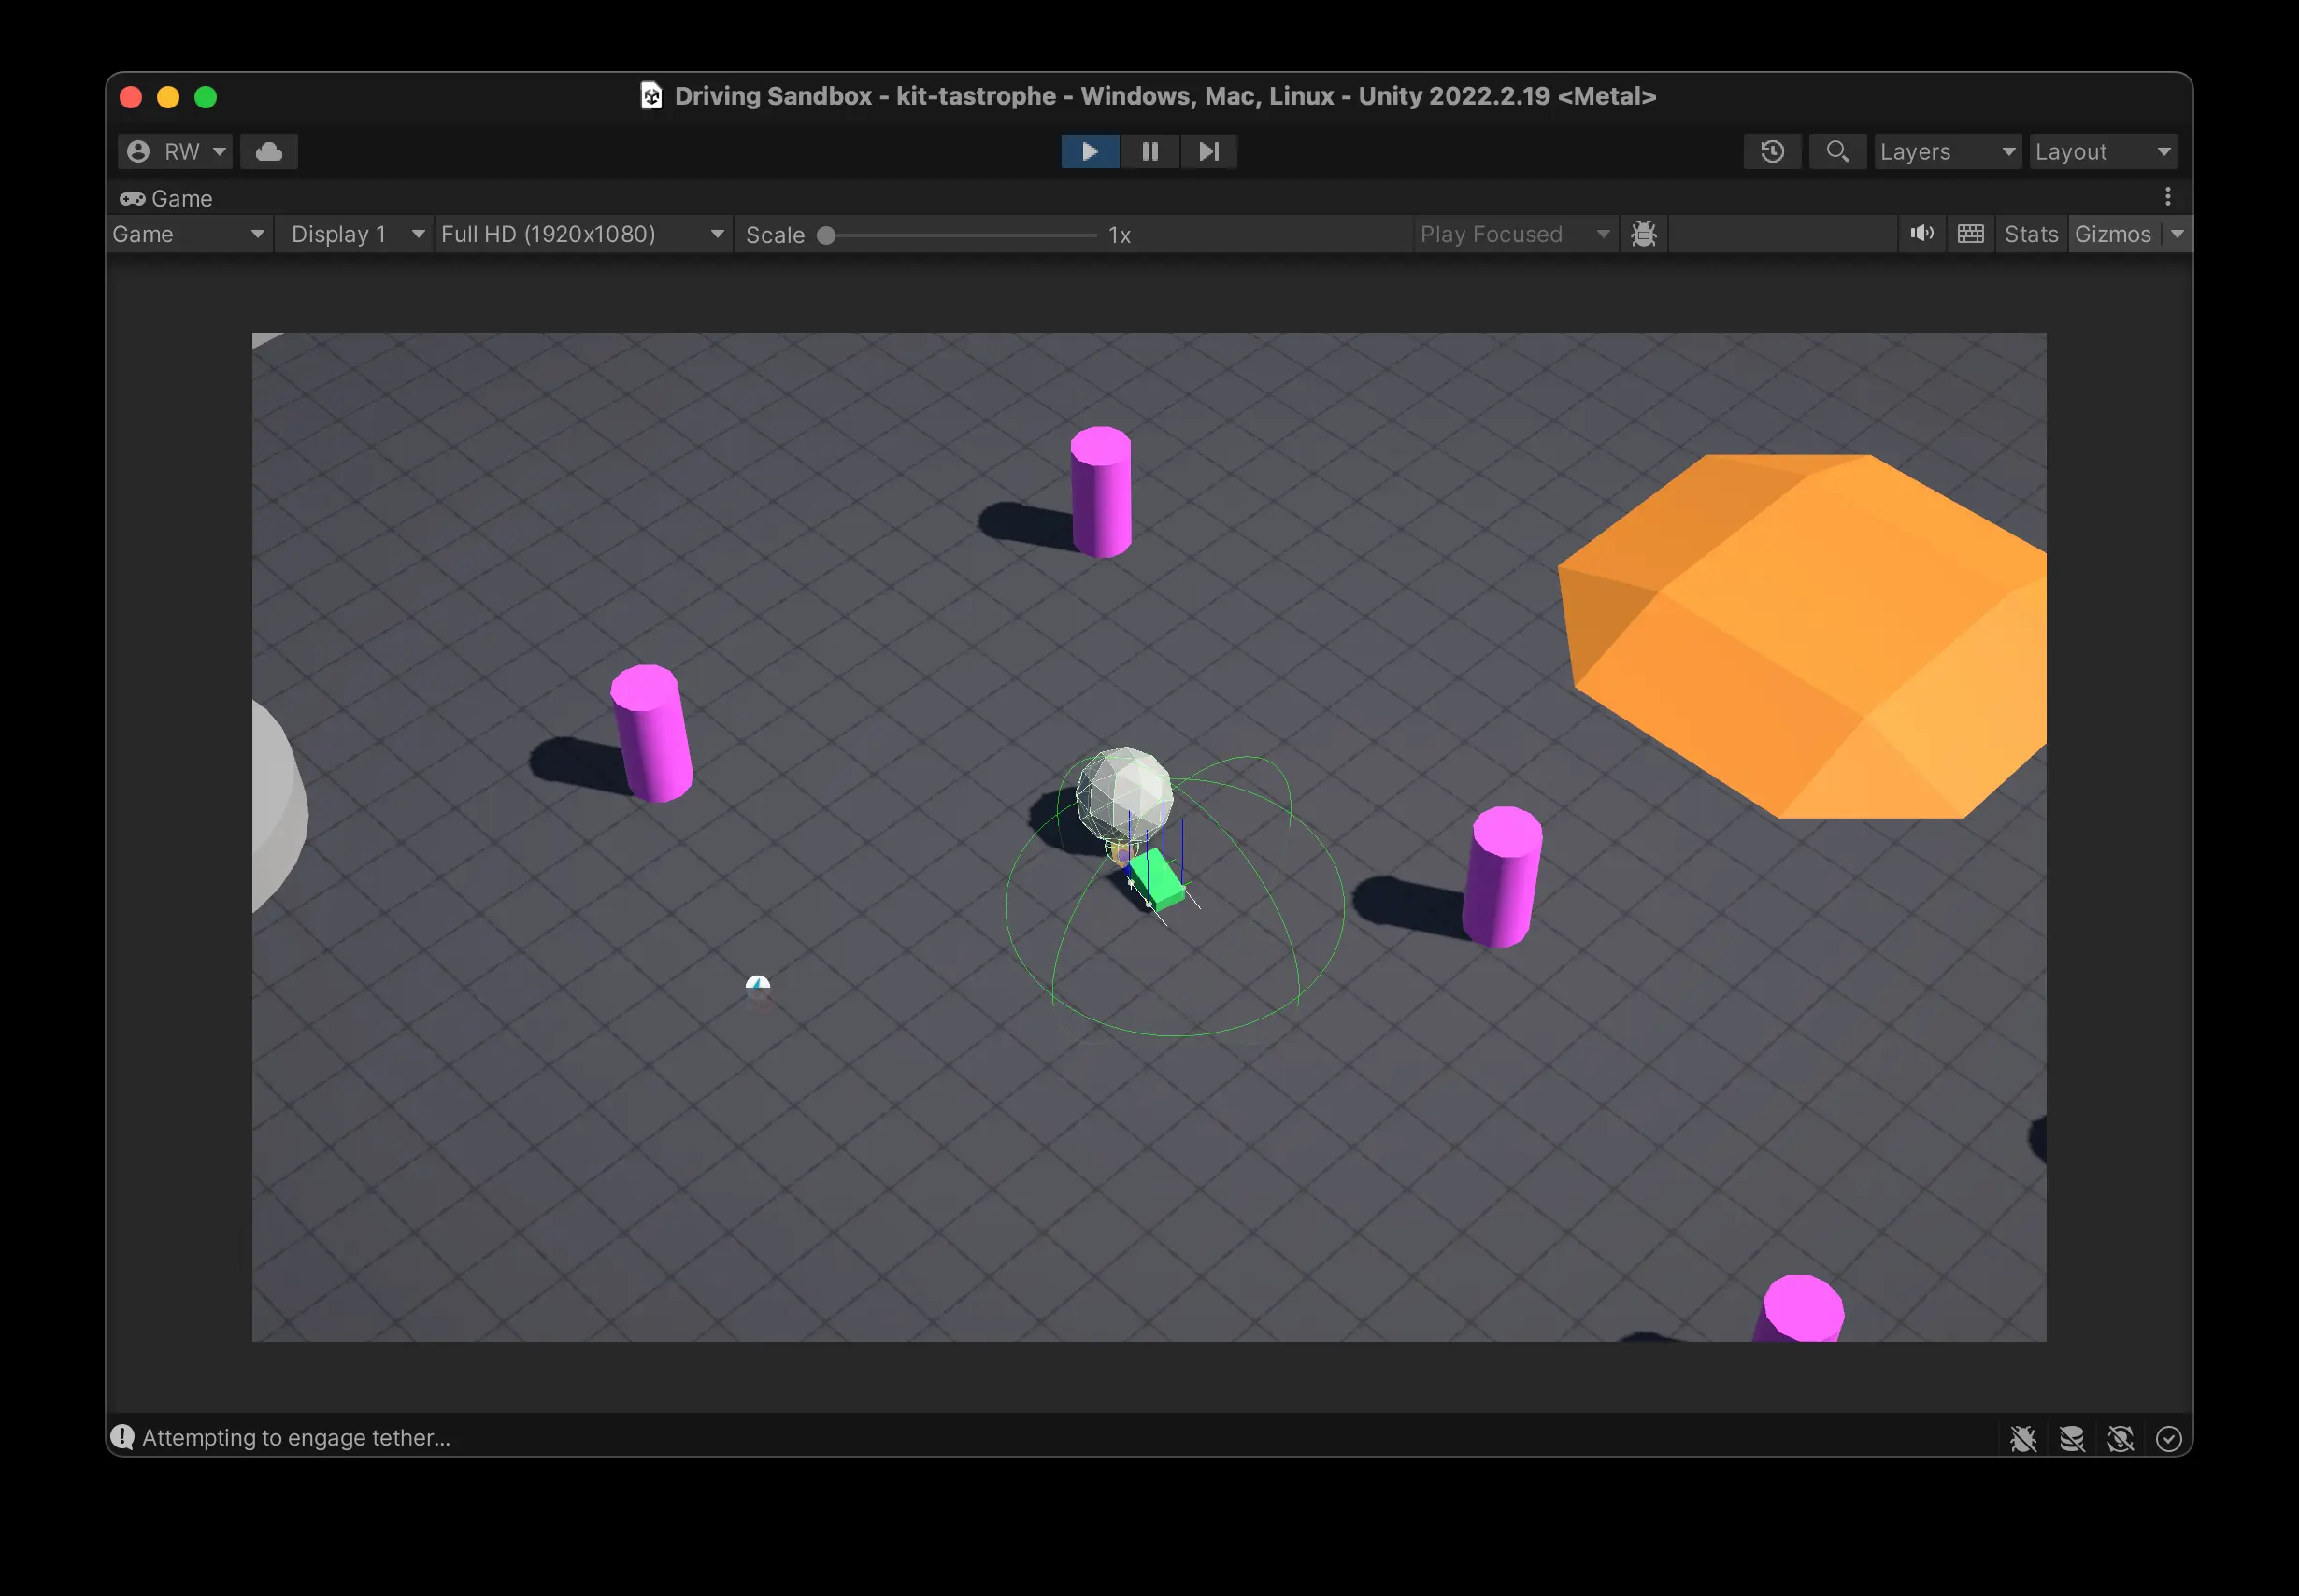 Driving Sandbox - kit-tastrophe - Windows, Mac, Linux - Unity 2022.2.19 <Metal>
RW
Layers
Layout
Game
Game
Display 1
Full HD (1920x1080)
Scale
1x
Play Focused
Stats
Gizmos
Attempting to engage tether...